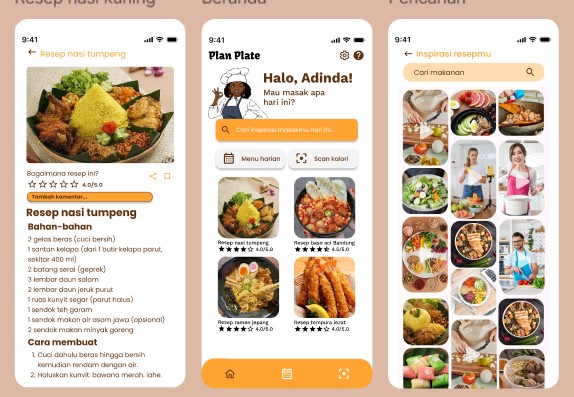 Resep nasi kuning
Beranda
Pencarian
9:41
Resep nasi tumpeng
Bagaimana resep ini?
4.0/5.0
Tambah komentar...
Resep nasi tumpeng
Bahan-bahan
2 gelas beras (cuci bersih)
1 santan kelapa (dari 1 butir kelapa parut,
sekitar 400 ml)
2 batang serai (geprek)
3 lembar daun salam
2 lembar daun jeruk purut
1 ruas kunyit segar (parut halus)
1 sendok teh garam
1 sendok makan air asam jawa (opsional)
2 sendok makan minyak goreng
Cara membuat
1. Cuci dahulu beras hingga bersih
kemudian rendam dengan air.
2. Haluskan kunyit, bawang merah, jahe,
9:41
Plan Plate
Halo, Adinda!
Mau masak apa
hari ini?
Cari inspirasi masakmu hari ini...
Menu harian
Scan kalori
Resep nasi tumpeng
4.0/5.0
Resep baso aci Bandung
4.5/5.0
Resep ramen jepang
4.0/5.0
Resep tempura lezat
4.0/5.0
9:41
Inspirasi resepmu
Cari makanan